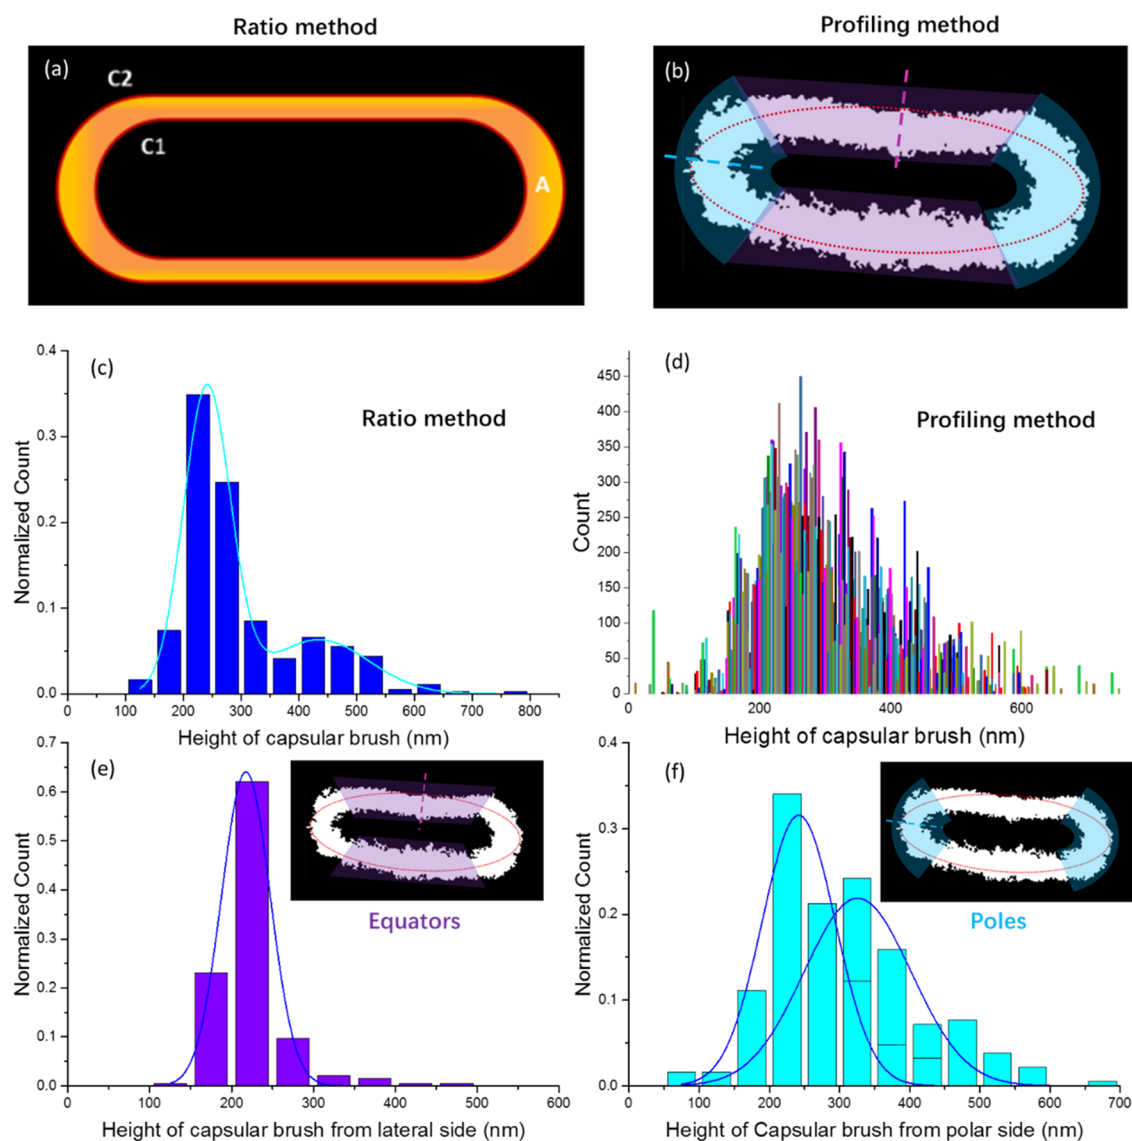 Ratio method
Profiling method
(a)
C2
C1
A
(b)
0.4
0.3
0.2
0.1
0.0
Normalized Count
(c)
Ratio method
0 100 200 300 400 500 600 700 800
Height of capsular brush (nm)
450
400
350
300
250
200
150
100
50
0
Count
(d)
Profiling method
200 400 600
Height of capsular brush (nm)
0.7
0.6
0.5
0.4
0.3
0.2
0.1
0.0
Normalized Count
(e)
Equators
0 100 200 300 400 500 600
Height of capsular brush from lateral side (nm)
0.4
0.3
0.2
0.1
0.0
Normalized Count
(f)
Poles
0 100 200 300 400 500 600 700
Height of Capsular brush from polar side (nm)